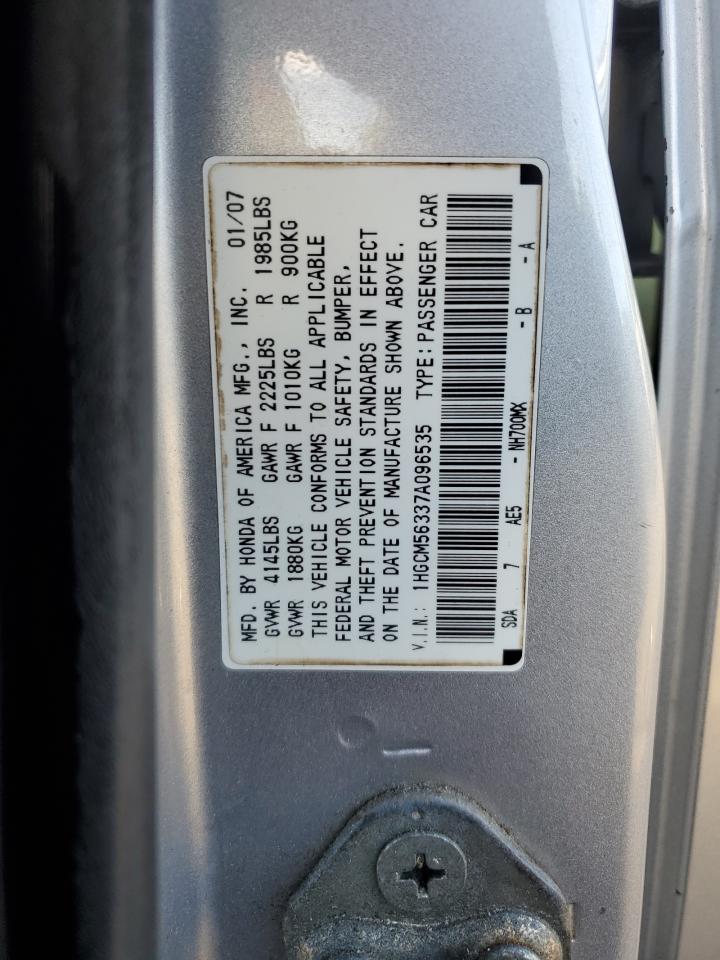 MFD. BY HONDA OF AMERICA MFG., INC. 01/07
GVWR 4145LBS GAWR F 2225LBS R 1985LBS
GVWR 1880KG GAWR F 1010KG R 900KG
THIS VEHICLE CONFORMS TO ALL APPLICABLE
FEDERAL MOTOR VEHICLE SAFETY, BUMPER,
AND THEFT PREVENTION STANDARDS IN EFFECT
ON THE DATE OF MANUFACTURE SHOWN ABOVE.
V.I.N.: 1HGCM56337A096535 TYPE: PASSENGER CAR
SDA 7 AE5 - NH700MX - B - A